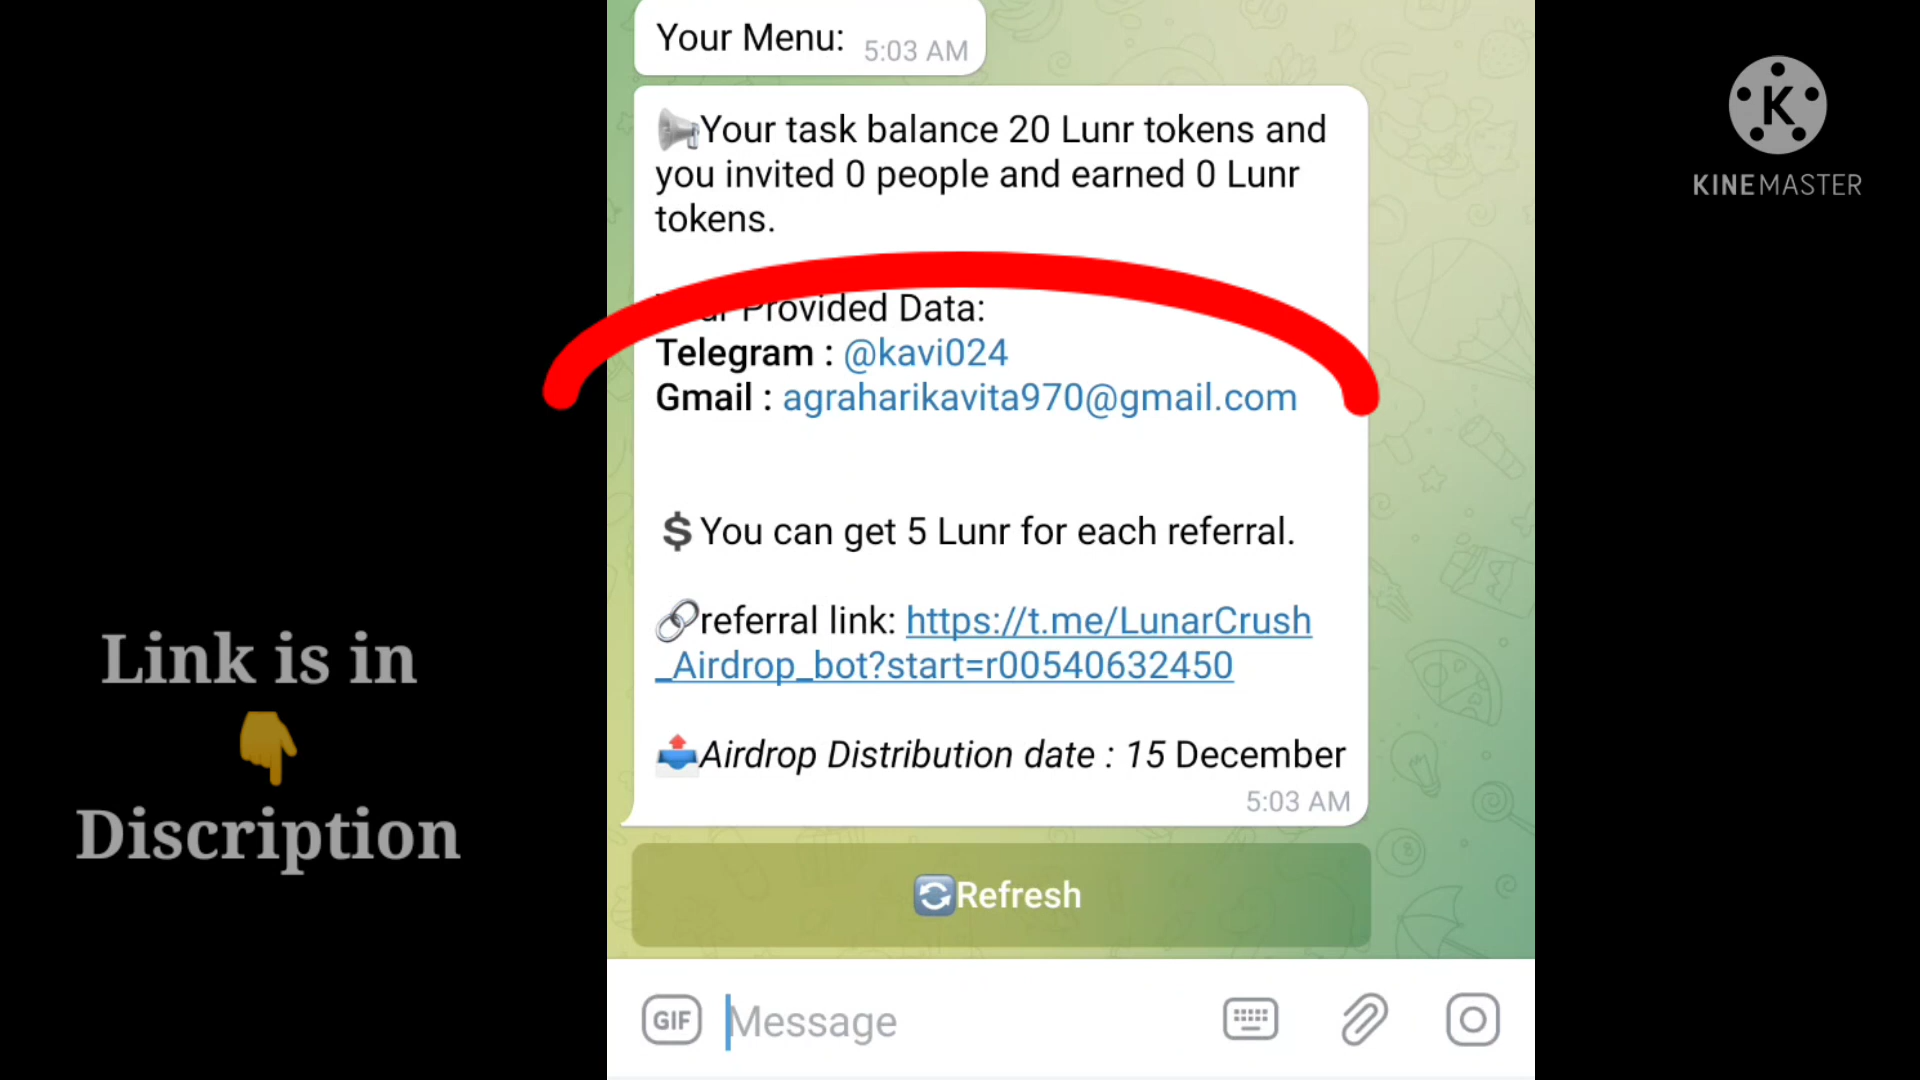 Your Menu: 5:03 AM
Your task balance 20 Lunr tokens and
you invited 0 people and earned 0 Lunr
tokens.
Provided Data:
Telegram : @kavi024
Gmail : agraharikavita970@gmail.com
You can get 5 Lunr for each referral.
referral link: https://t.me/LunarCrush
_Airdrop_bot?start=r00540632450
Airdrop Distribution date : 15 December
5:03 AM
Refresh
GIF Message
Link is in
Discription
K
KINEMASTER